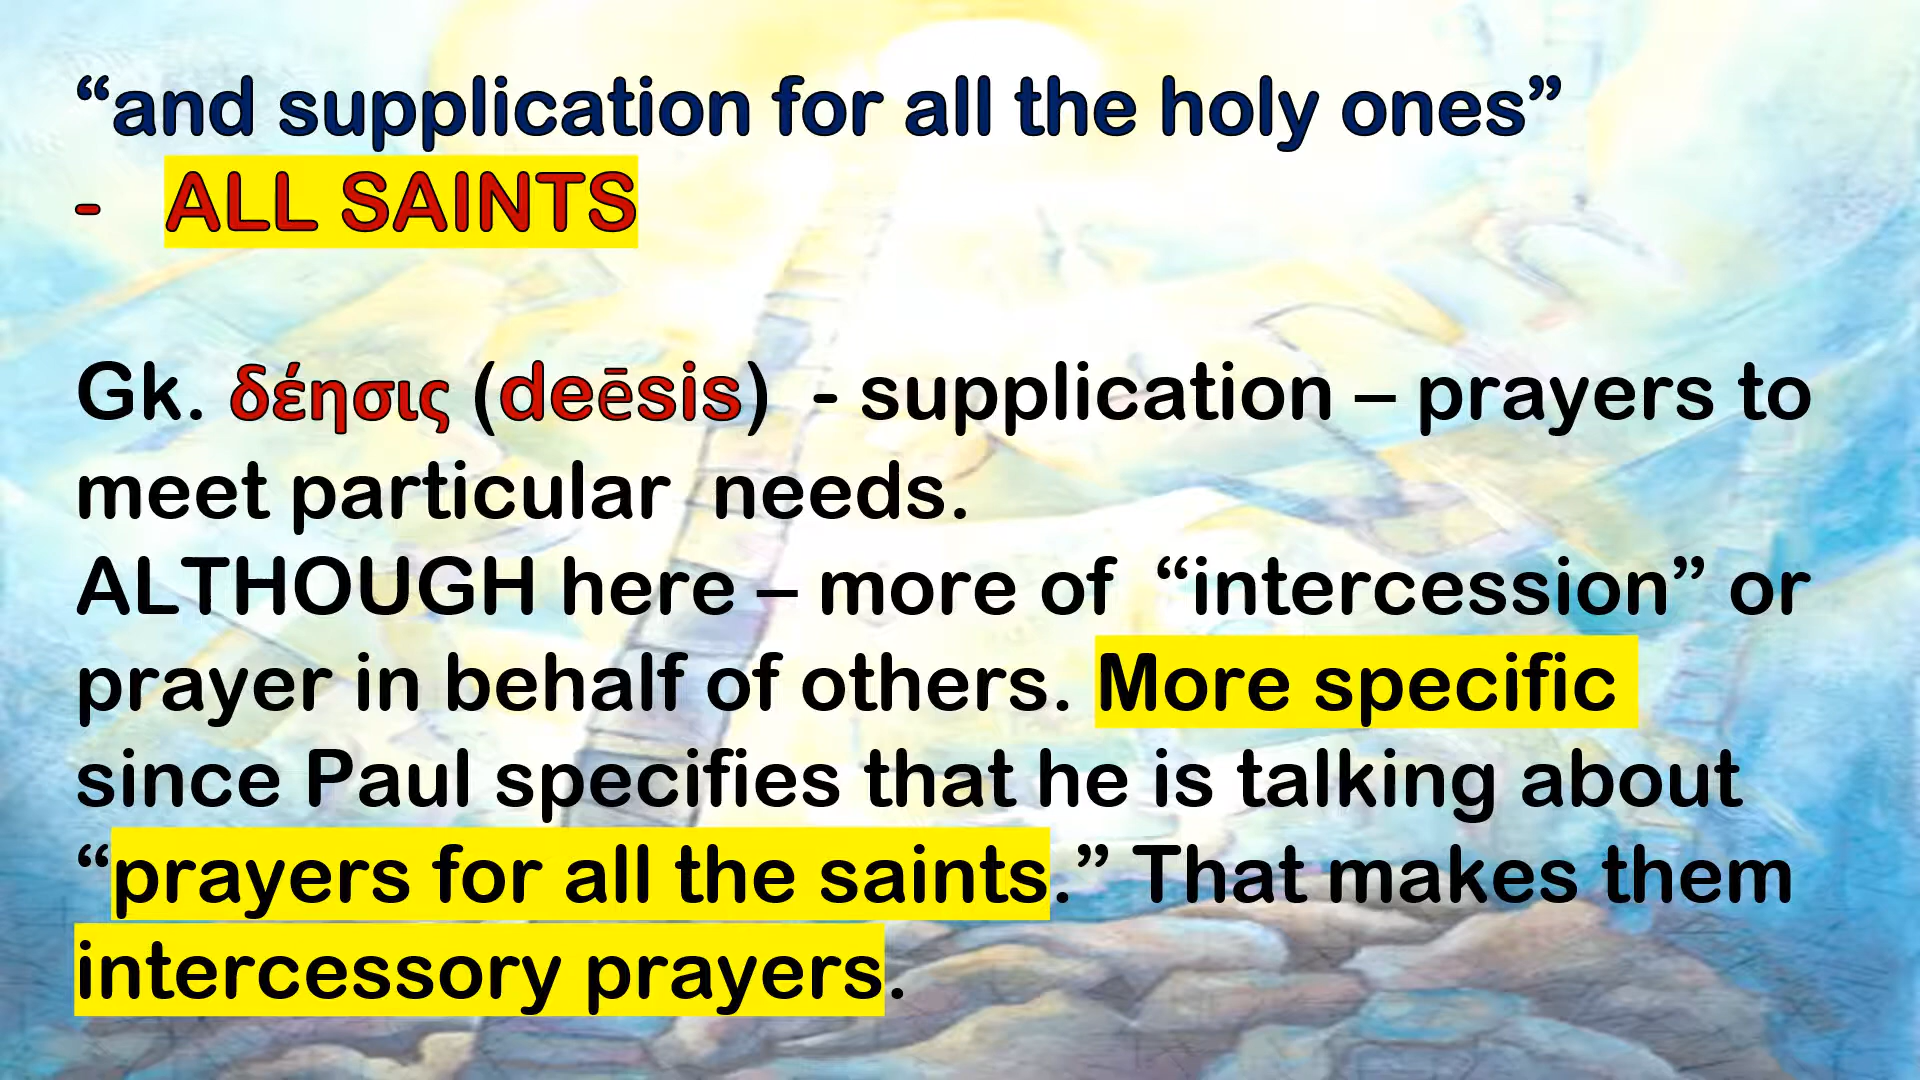 “and supplication for all the holy ones”
- ALL SAINTS
Gk. δέησις (deēsis) - supplication – prayers to
meet particular needs.
ALTHOUGH here – more of “intercession” or
prayer in behalf of others. More specific
since Paul specifies that he is talking about
“prayers for all the saints.” That makes them
intercessory prayers.